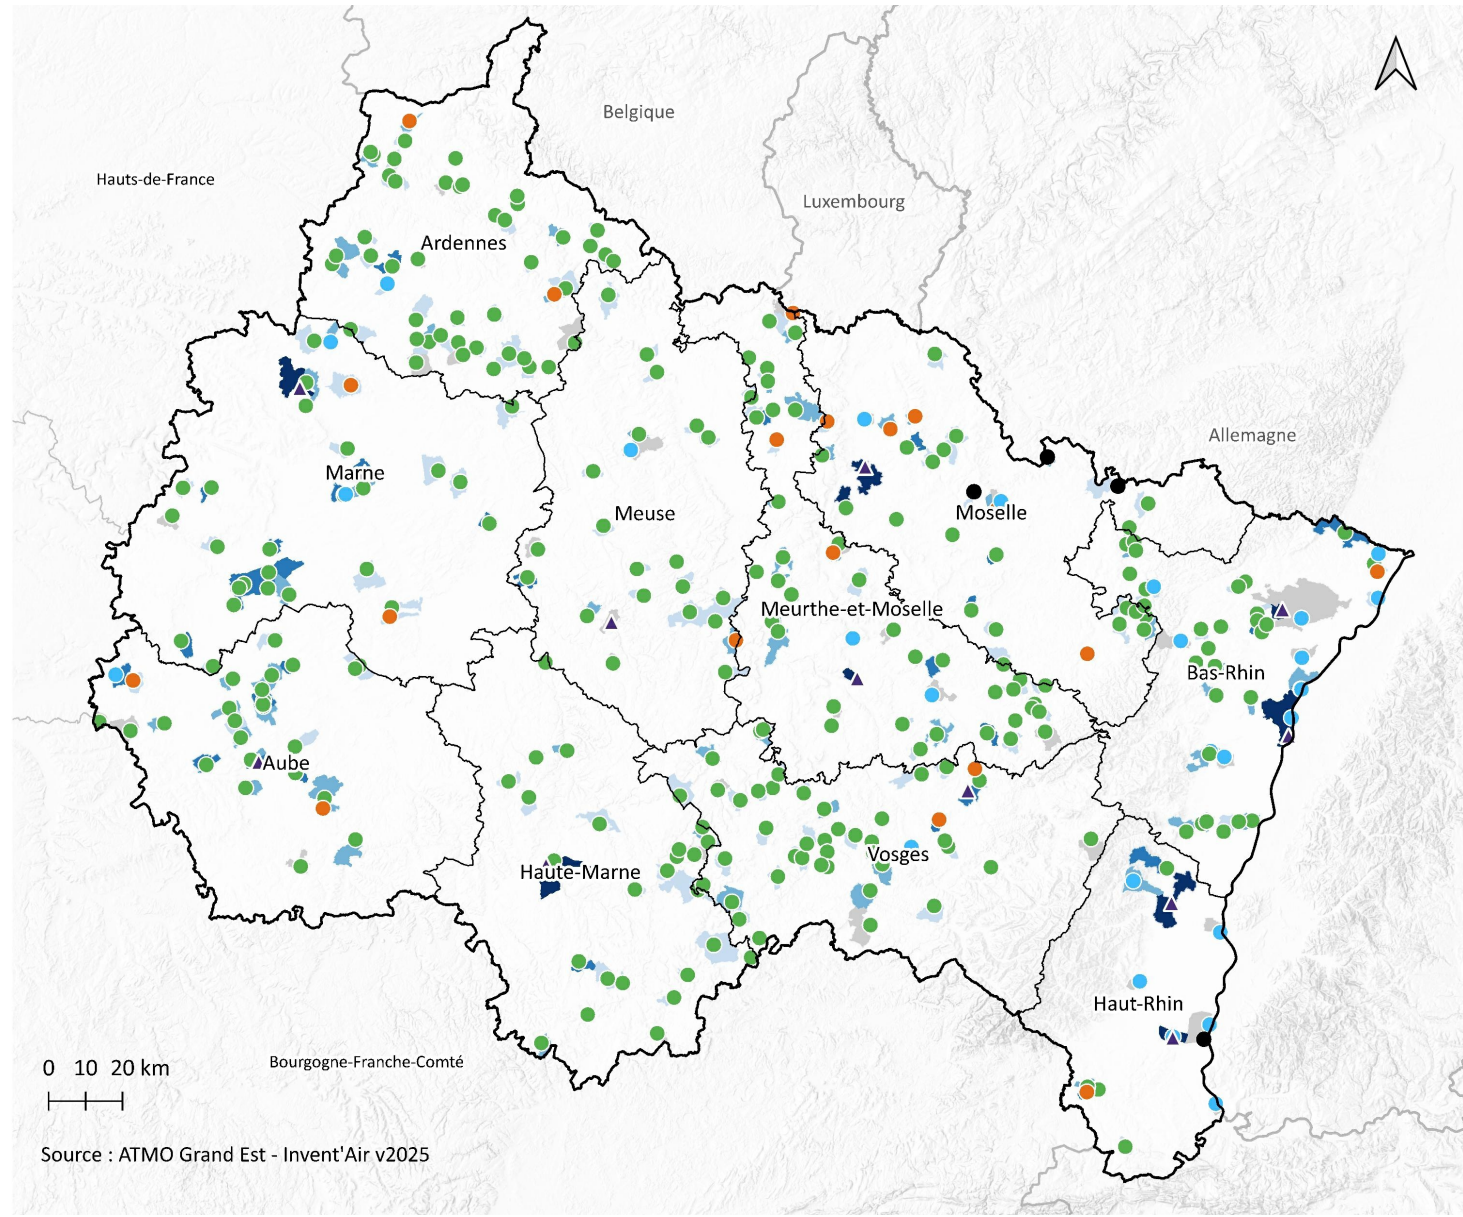 Belgique
Hauts-de-France
Luxembourg
Ardennes
Allemagne
Marne
Meuse
Moselle
Meurthe-et-Moselle
Bas-Rhin
Aube
Vosges
Haute-Marne
Haut-Rhin
Bourgogne-Franche-Comté
0 10 20 km
Source : ATMO Grand Est - Invent'Air v2025